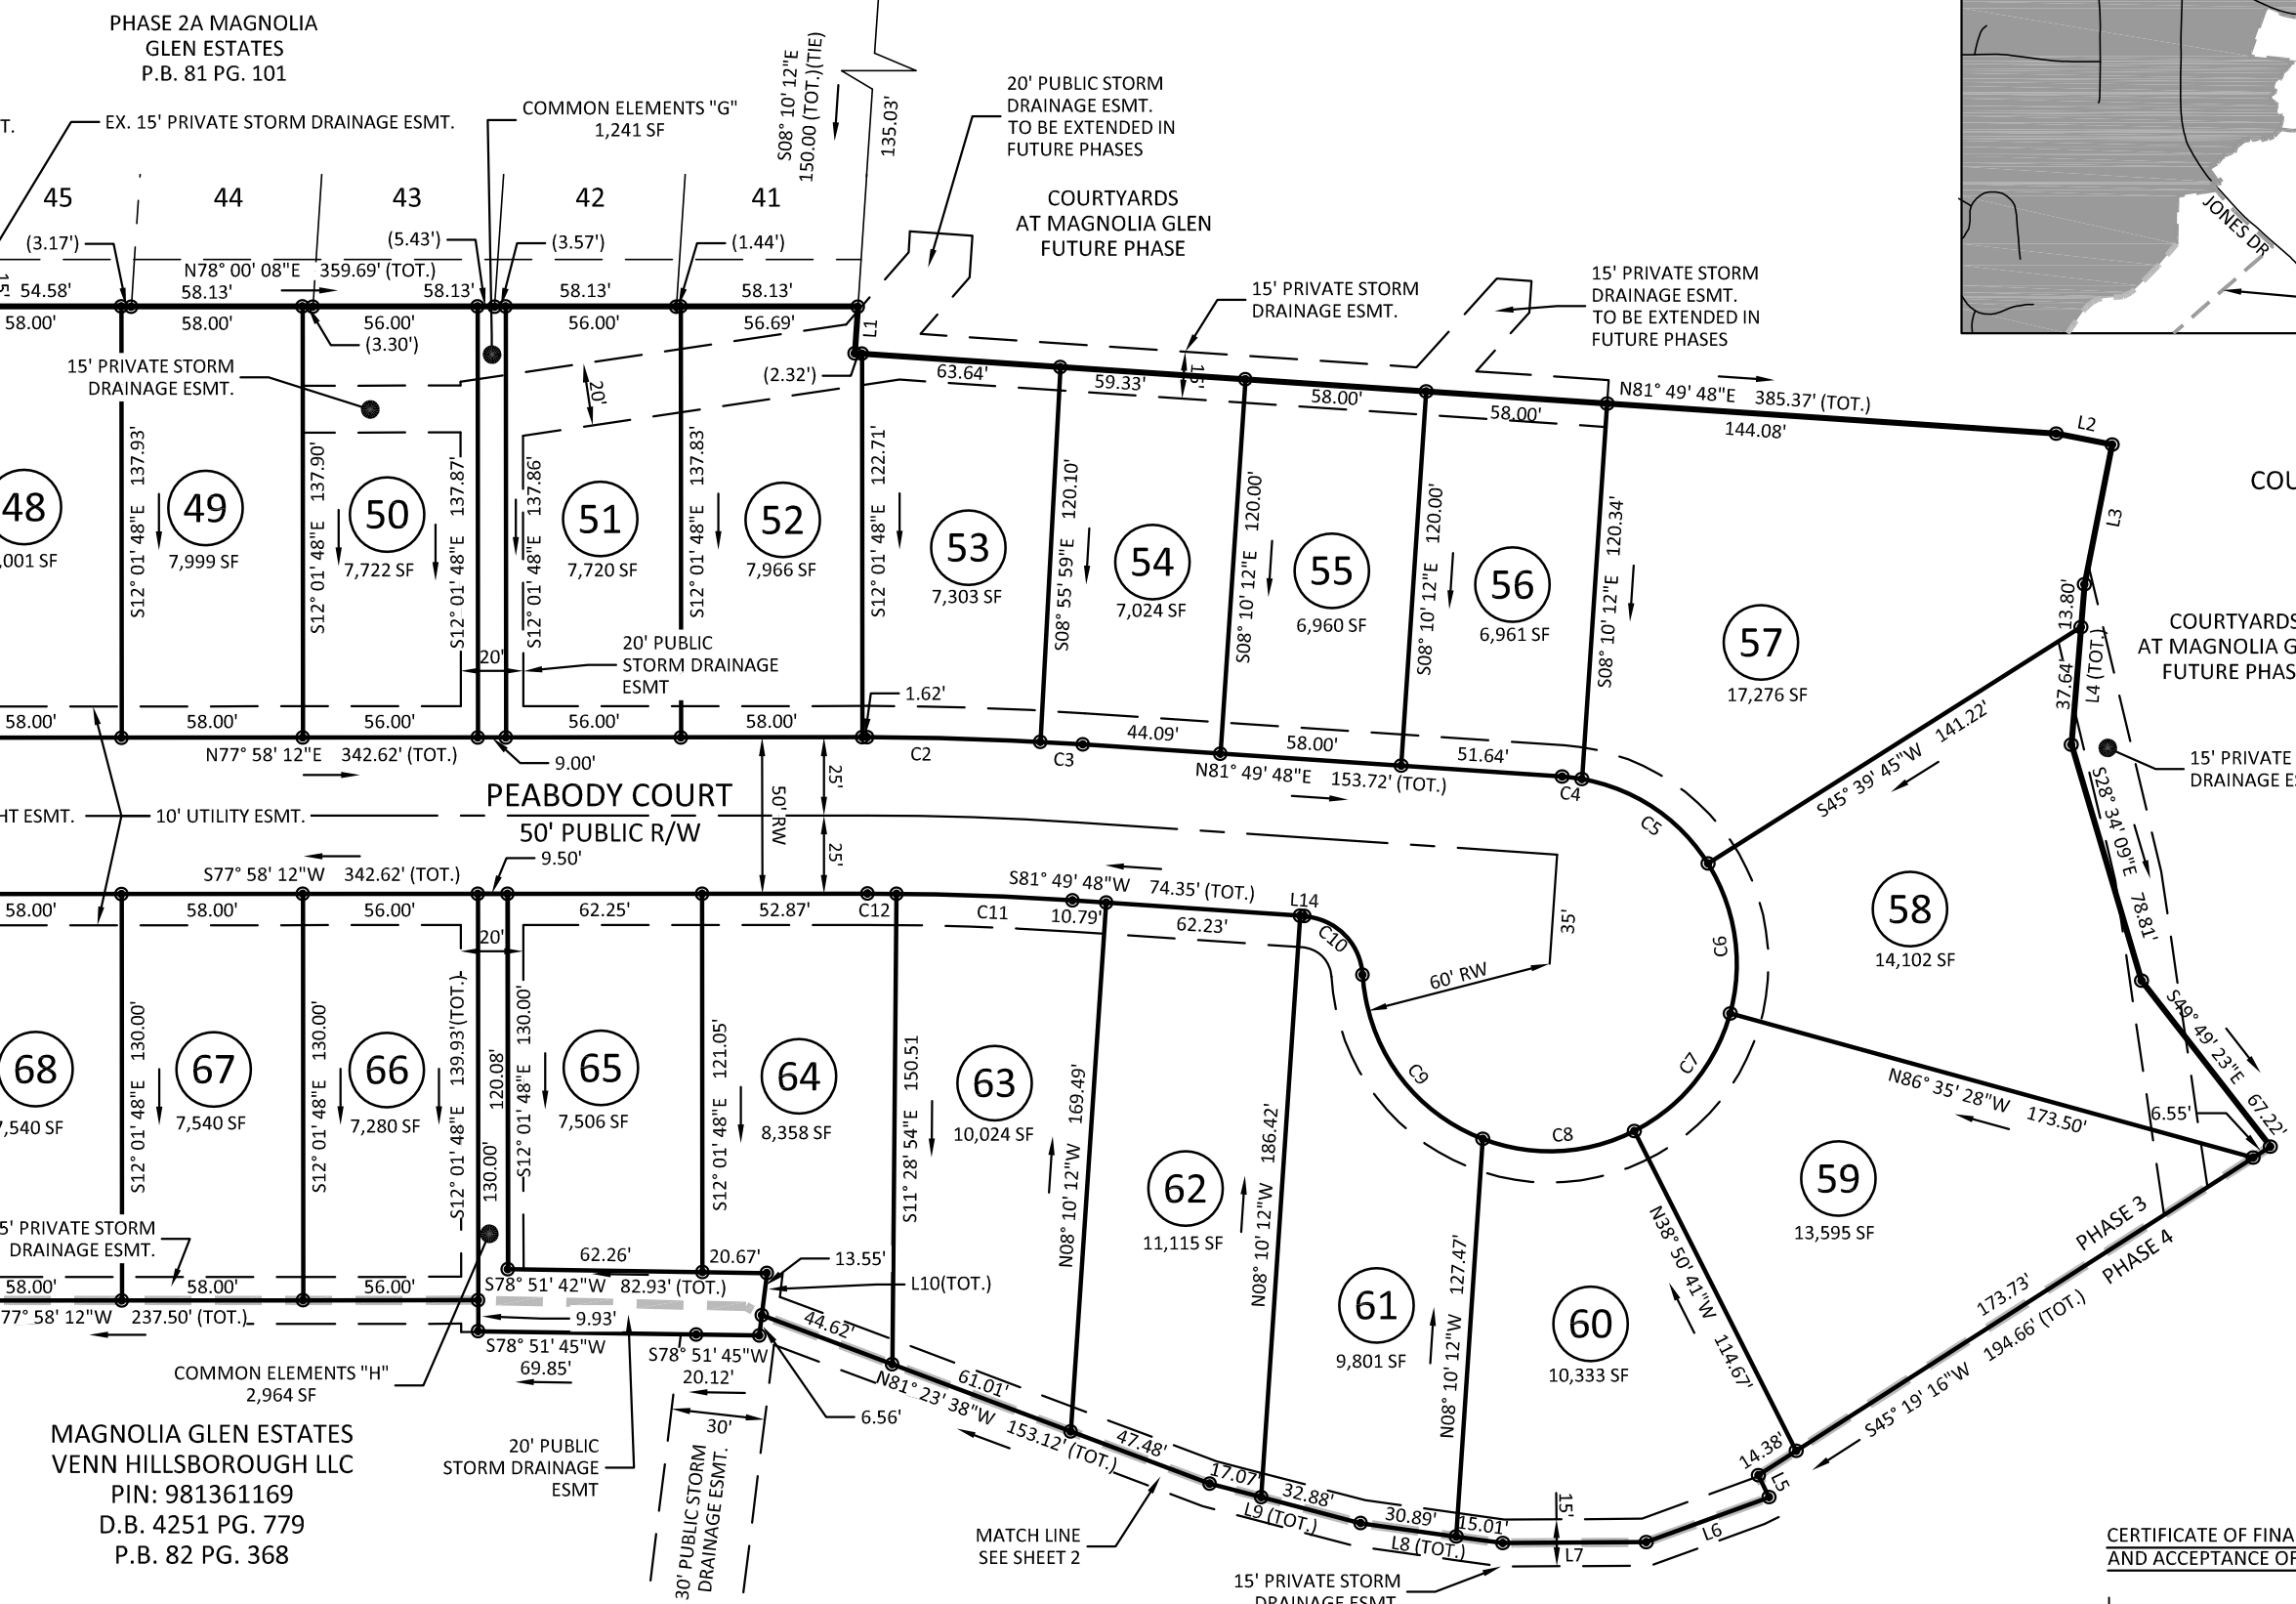 PHASE 2A MAGNOLIA
GLEN ESTATES
P.B. 81 PG. 101
T.
EX. 15' PRIVATE STORM DRAINAGE ESMT.
COMMON ELEMENTS "G"
1,241 SF
S08° 10' 12"E
150.00 (TOT.)(TIE)
135.03'
20' PUBLIC STORM
DRAINAGE ESMT.
TO BE EXTENDED IN
FUTURE PHASES
COURTYARDS
AT MAGNOLIA GLEN
FUTURE PHASE
JONES DR
45
44
43
42
41
(3.17')
(5.43')
(3.57')
(1.44')
N78° 00' 08"E 359.69' (TOT.)
15'
54.58'
58.13'
58.13'
58.13'
58.13'
58.00'
58.00'
56.00'
56.00'
56.69'
(3.30')
L1
(2.32')
15' PRIVATE STORM
DRAINAGE ESMT.
15' PRIVATE STORM
DRAINAGE ESMT.
TO BE EXTENDED IN
FUTURE PHASES
15' PRIVATE STORM
DRAINAGE ESMT.
20'
63.64'
59.33'
15'
58.00'
58.00'
N81° 49' 48"E 385.37' (TOT.)
144.08'
L2
L3
COU
48
,001 SF
S12° 01' 48"E 137.93'
49
7,999 SF
S12° 01' 48"E 137.90'
50
7,722 SF
S12° 01' 48"E 137.87'
S12° 01' 48"E 137.86'
51
7,720 SF
S12° 01' 48"E 137.83'
52
7,966 SF
S12° 01' 48"E 122.71'
53
7,303 SF
S08° 55' 59"E 120.10'
54
7,024 SF
S08° 10' 12"E 120.00'
55
6,960 SF
S08° 10' 12"E 120.00'
56
6,961 SF
S08° 10' 12"E 120.34'
57
17,276 SF
13.80'
37.64'
L4 (TOT.)
COURTYARDS
AT MAGNOLIA G
FUTURE PHAS
20'
20' PUBLIC
STORM DRAINAGE
ESMT
1.62'
58.00'
58.00'
56.00'
56.00'
58.00'
C2
C3
44.09'
58.00'
51.64'
N77° 58' 12"E 342.62' (TOT.)
9.00'
N81° 49' 48"E 153.72' (TOT.)
C4
C5
S45° 39' 45"W 141.22'
15' PRIVATE
DRAINAGE E
S28° 34' 09"E 78.81'
PEABODY COURT
50' PUBLIC R/W
50' RW
25'
25'
HT ESMT.
10' UTILITY ESMT.
S77° 58' 12"W 342.62' (TOT.)
9.50'
S81° 49' 48"W 74.35' (TOT.)
L14
35'
58.00'
58.00'
56.00'
62.25'
52.87'
C12
C11
10.79'
62.23'
C10
60' RW
C6
58
14,102 SF
20'
S49° 49' 23"E 67.22'
68
7,540 SF
S12° 01' 48"E 130.00'
67
7,540 SF
S12° 01' 48"E 130.00'
66
7,280 SF
S12° 01' 48"E 139.93'(TOT.)
120.08'
130.00'
S12° 01' 48"E 130.00'
65
7,506 SF
S12° 01' 48"E 121.05'
64
8,358 SF
S11° 28' 54"E 150.51
63
10,024 SF
N08° 10' 12"W 169.49'
62
11,115 SF
N08° 10' 12"W 186.42'
C9
C8
C7
N86° 35' 28"W 173.50'
6.55'
59
13,595 SF
PHASE 3
PHASE 4
N38° 50' 41"W 114.67'
173.73'
S45° 19' 16"W 194.66' (TOT.)
61
9,801 SF
N08° 10' 12"W 127.47'
60
10,333 SF
5' PRIVATE STORM
DRAINAGE ESMT.
58.00'
58.00'
56.00'
77° 58' 12"W 237.50' (TOT.)
62.26'
20.67'
S78° 51' 42"W 82.93' (TOT.)
13.55'
L10(TOT.)
9.93'
S78° 51' 45"W
69.85'
S78° 51' 45"W
20.12'
44.62'
6.56'
61.01'
N81° 23' 38"W 153.12' (TOT.)
47.48'
17.07'
L9 (TOT.)
32.88'
30.89'
L8 (TOT.)
15.01'
15'
L7
L6
L5
14.38'
COMMON ELEMENTS "H"
2,964 SF
MAGNOLIA GLEN ESTATES
VENN HILLSBOROUGH LLC
PIN: 981361169
D.B. 4251 PG. 779
P.B. 82 PG. 368
20' PUBLIC
STORM DRAINAGE
ESMT
30'
30' PUBLIC STORM
DRAINAGE ESMT.
MATCH LINE
SEE SHEET 2
15' PRIVATE STORM
DRAINAGE ESMT.
CERTIFICATE OF FINA
AND ACCEPTANCE OF